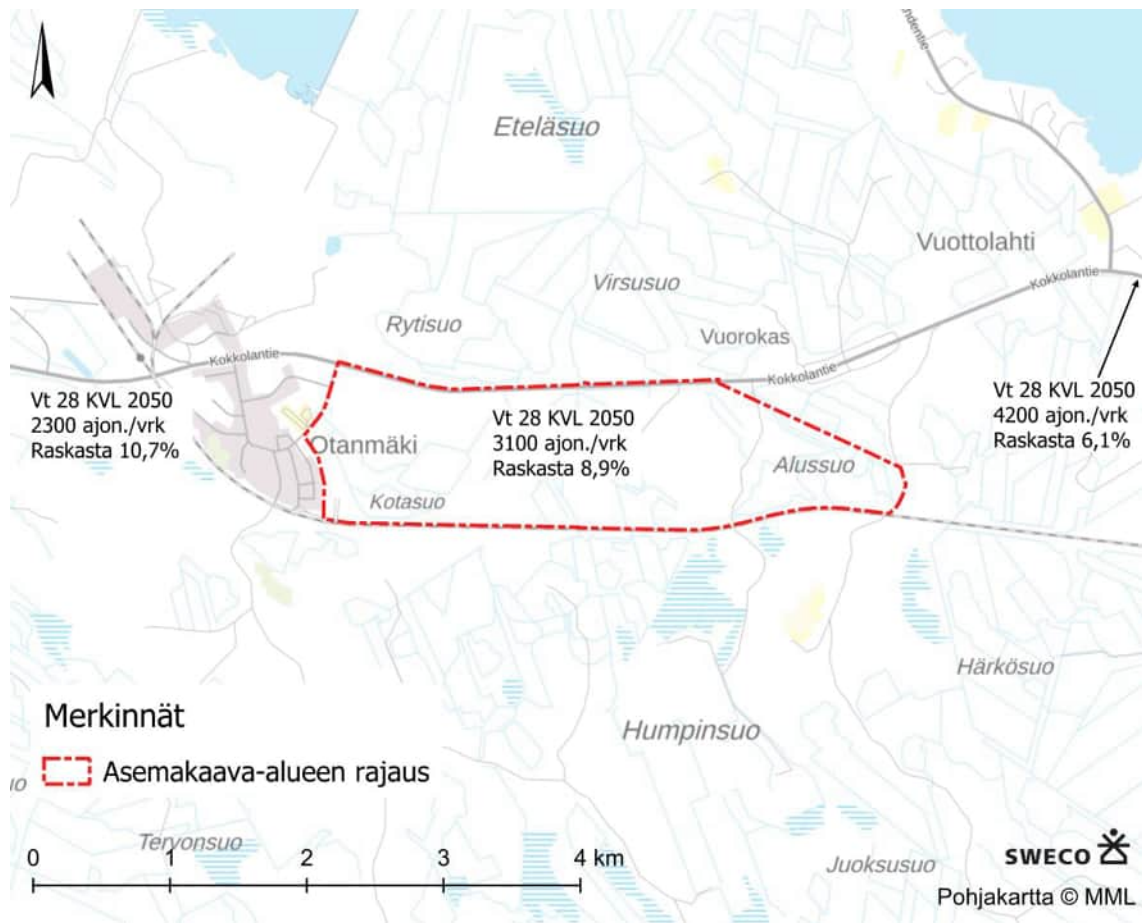 ndentie
Eteläsuo
Vuottolahti
Virsusuo
Kokkolantie
Rytisuo
Vuorokas
Kokkolantie
Kokkolantie
Vt 28 KVL 2050
2300 ajon./vrk
Raskasta 10,7%
Vt 28 KVL 2050
3100 ajon./vrk
Raskasta 8,9%
Vt 28 KVL 2050
4200 ajon./vrk
Raskasta 6,1%
Otanmäki
Alussuo
Kotasuo
Härkösuo
Humpinsuo
Merkinnät
Asemakaava-alueen rajaus
uo
Teryonsuo
Juoksusuo
0 1 2 3 4 km
SWECO
Pohjakartta © MML